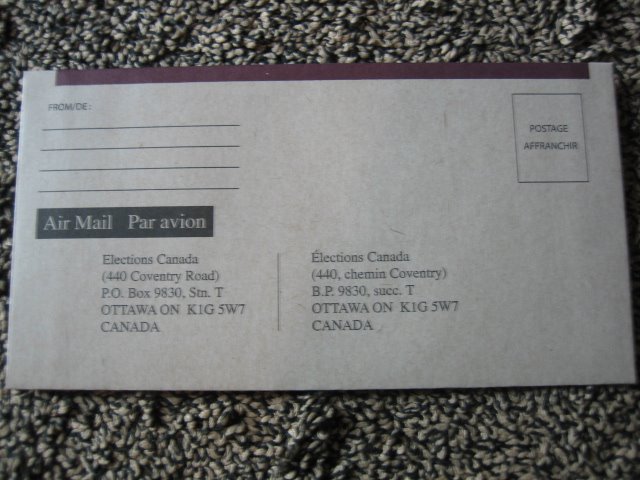 FROM/DE:
POSTAGE
AFFRANCHIR
Air Mail Par avion
Elections Canada
(440 Coventry Road)
P.O. Box 9830, Stn. T
OTTAWA ON K1G 5W7
CANADA
Élections Canada
(440, chemin Coventry)
B.P. 9830, succ. T
OTTAWA ON K1G 5W7
CANADA